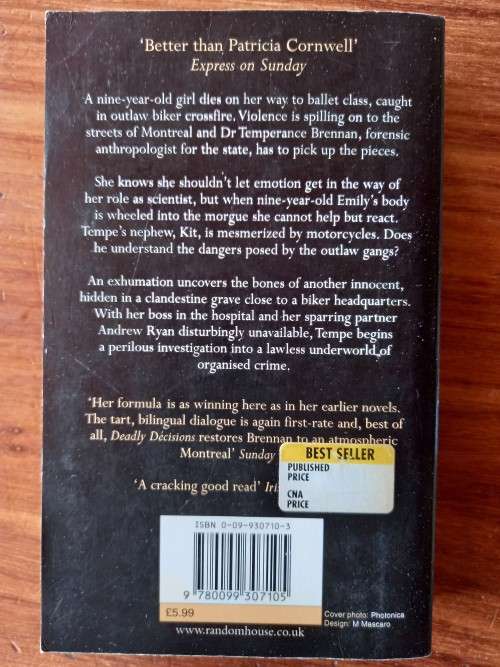 ‘Better than Patricia Cornwell’
Express on Sunday
A nine-year-old girl dies on her way to ballet class, caught
in outlaw biker crossfire. Violence is spilling on to the
streets of Montreal and Dr Temperance Brennan, forensic
anthropologist for the state, has to pick up the pieces.
She knows she shouldn’t let emotion get in the way of
her role as scientist, but when nine-year-old Emily’s body
is wheeled into the morgue she cannot help but react.
Tempe’s nephew, Kit, is mesmerized by motorcycles. Does
he understand the dangers posed by the outlaw gangs?
An exhumation uncovers the bones of another innocent,
hidden in a clandestine grave close to a biker headquarters.
With her boss in the hospital and her sparring partner
Andrew Ryan disturbingly unavailable, Tempe begins
a perilous investigation into a lawless underworld of
organised crime.
‘Her formula is as winning here as in her earlier novels.
The tart, bilingual dialogue is again first-rate and, best of
all, Deadly Decisions restores Brennan to an atmospheric
Montreal’ Sunday
BEST SELLER
PUBLISHED
PRICE
CNA
PRICE
‘A cracking good read’
ISBN 0-09-930710-3
9 780099 307105
£5.99
www.randomhouse.co.uk
Cover photo: Photonica
Design: M Mascaro